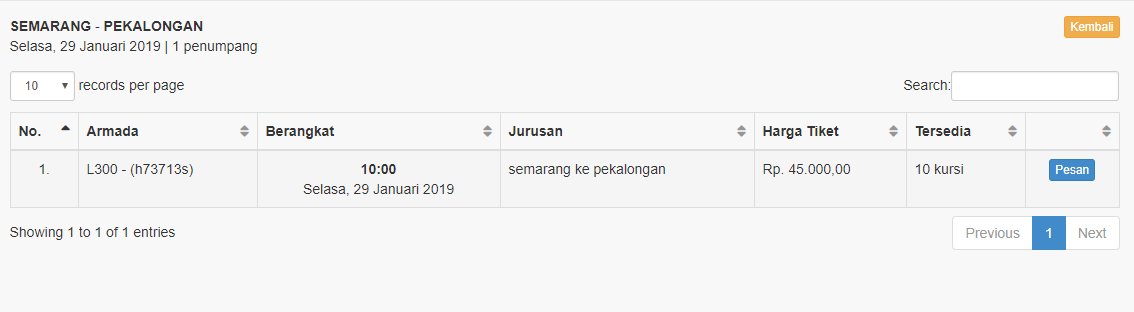 SEMARANG - PEKALONGAN
Kembali
Selasa, 29 Januari 2019 | 1 penumpang
10 records per page
Search:
No. Armada Berangkat Jurusan Harga Tiket Tersedia
1. L300 - (h73713s) 10:00 semarang ke pekalongan Rp. 45.000,00 10 kursi Pesan
Selasa, 29 Januari 2019
Showing 1 to 1 of 1 entries
Previous 1 Next